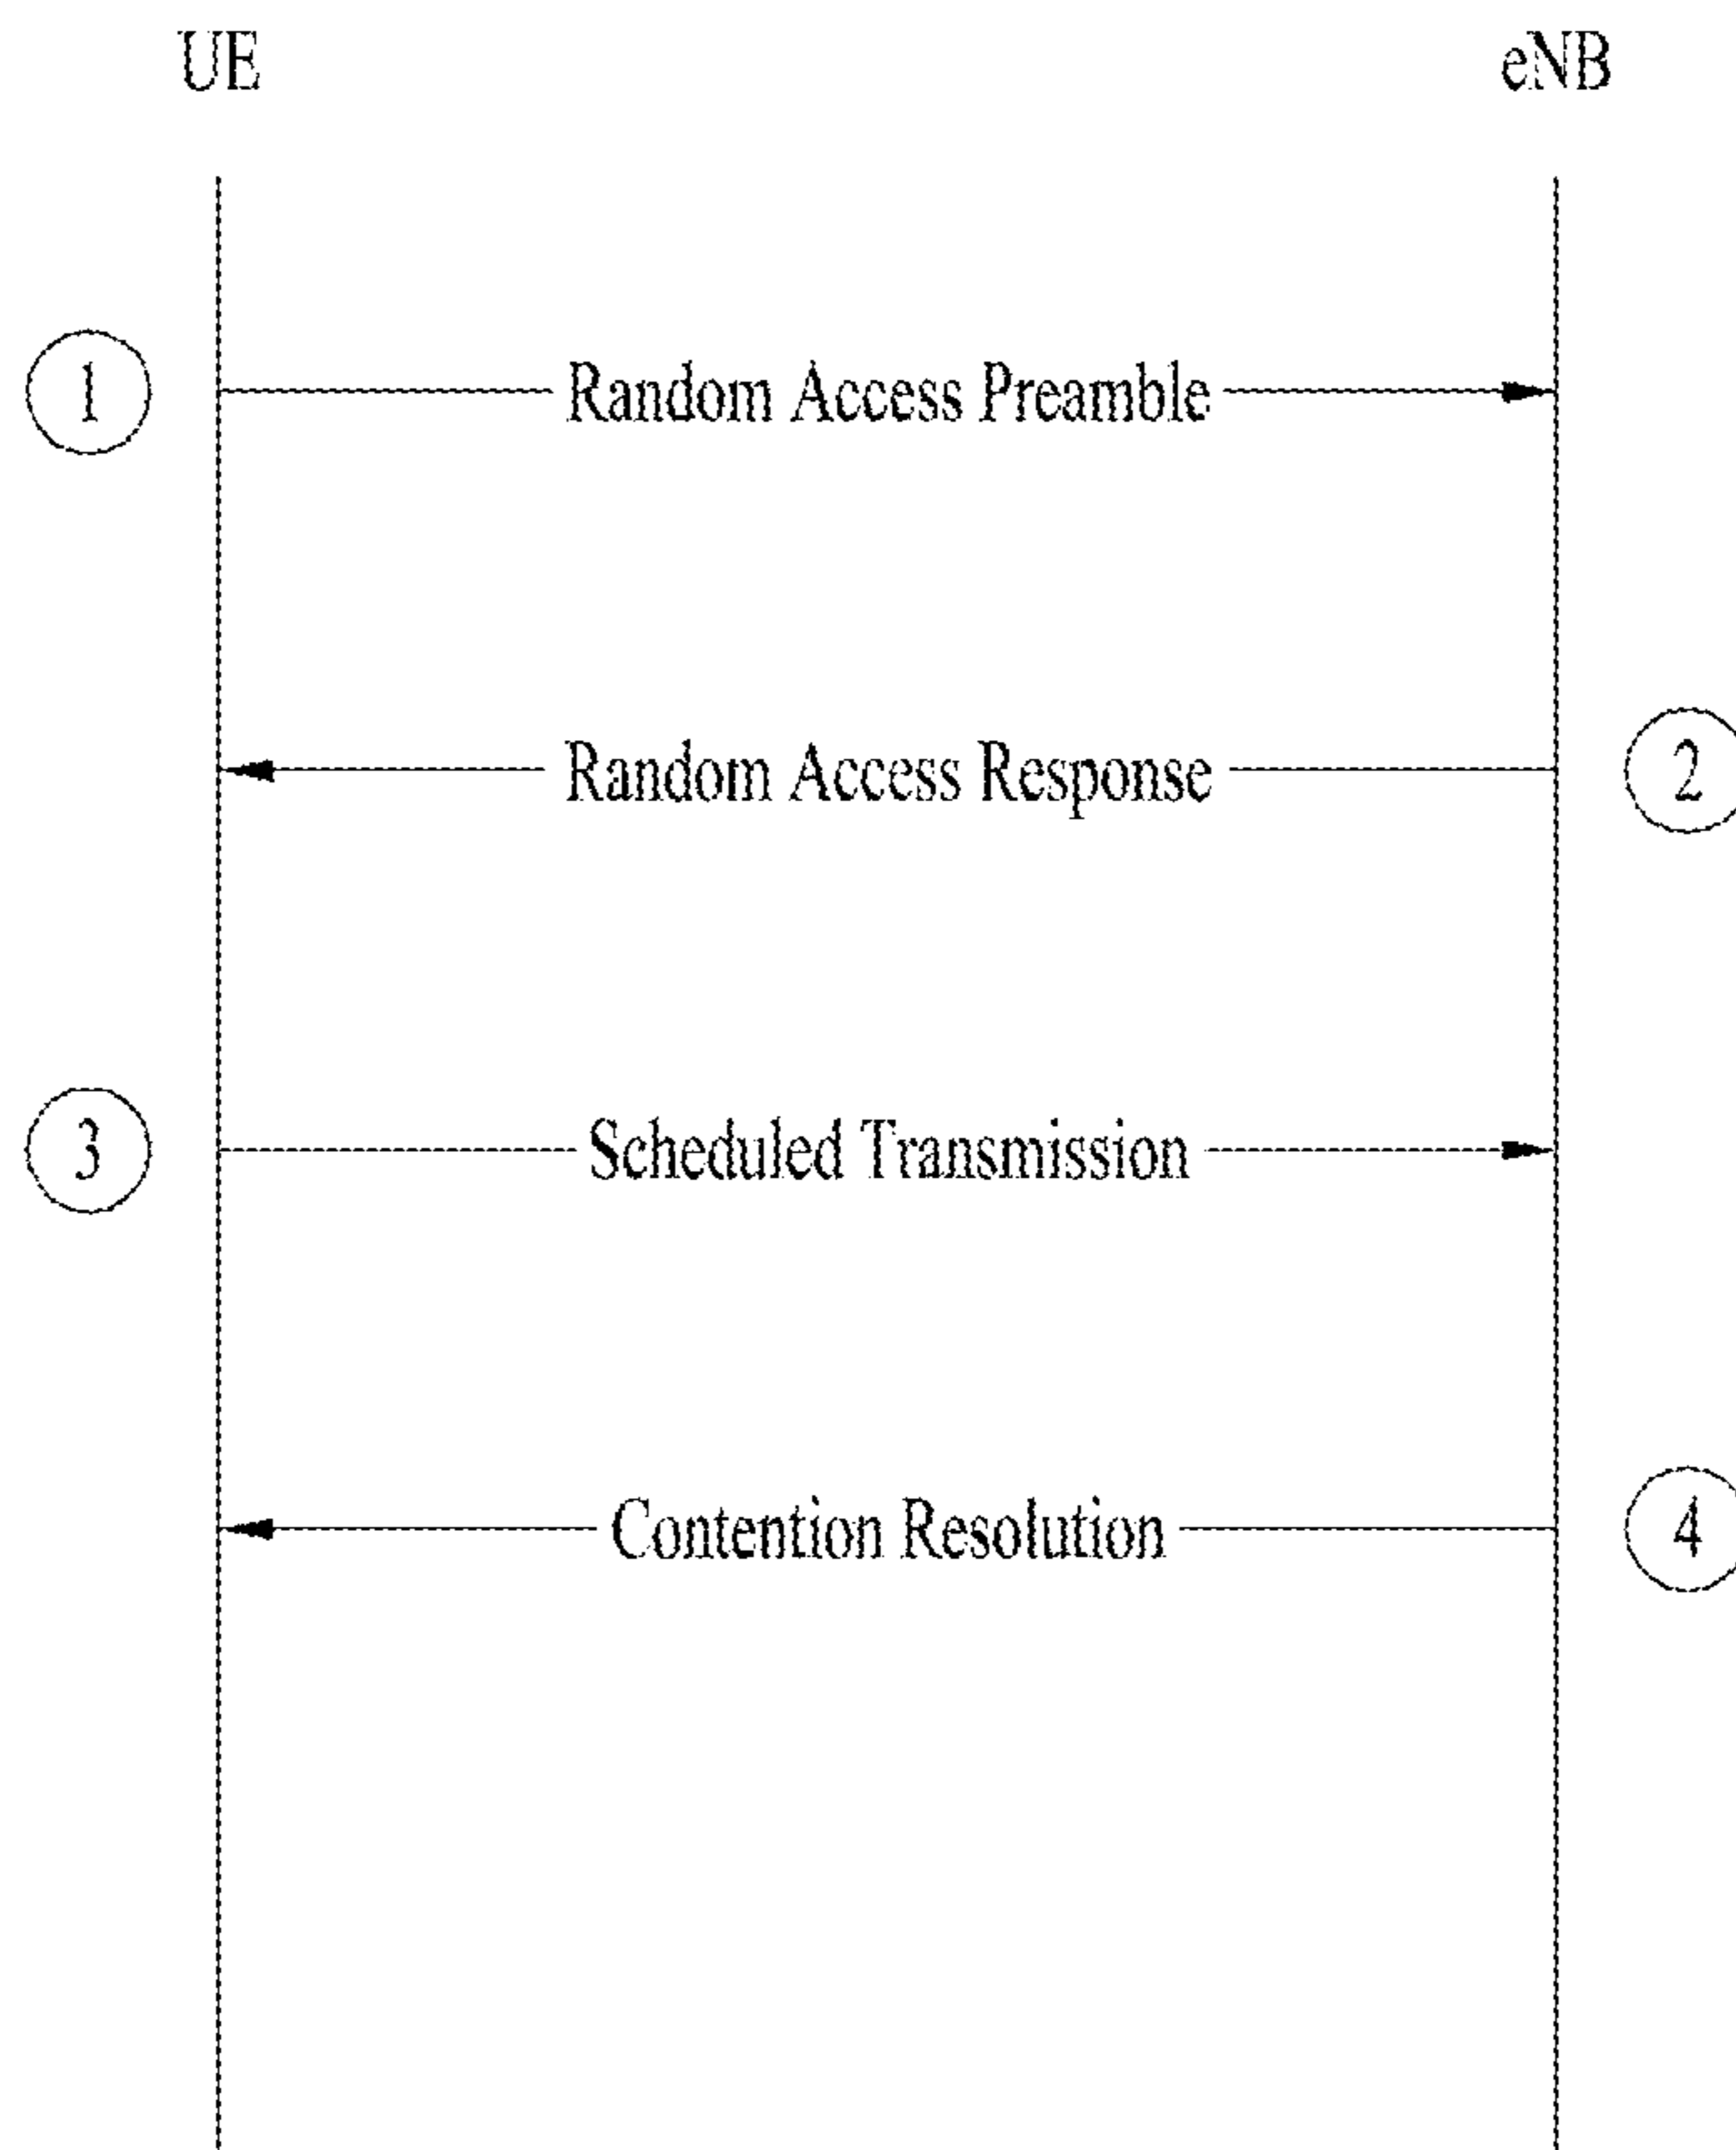 UE eNB
1 Random Access Preamble
Random Access Response 2
3 Scheduled Transmission
Contention Resolution 4